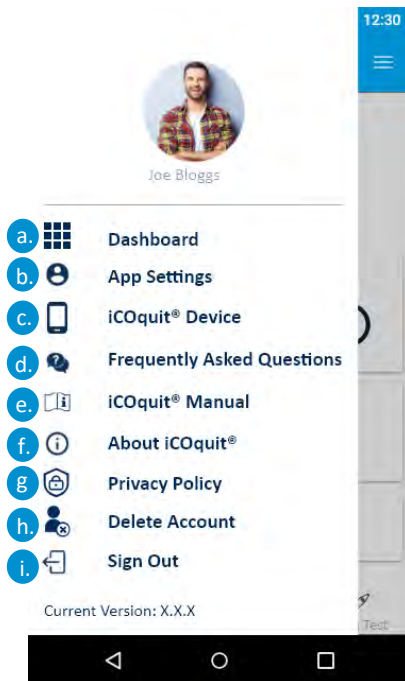 12:30
Joe Bloggs
a. Dashboard
b. App Settings
c. iCOquit® Device
d. Frequently Asked Questions
e. iCOquit® Manual
f. About iCOquit®
g Privacy Policy
h. Delete Account
i. Sign Out
Current Version: X.X.X
Test